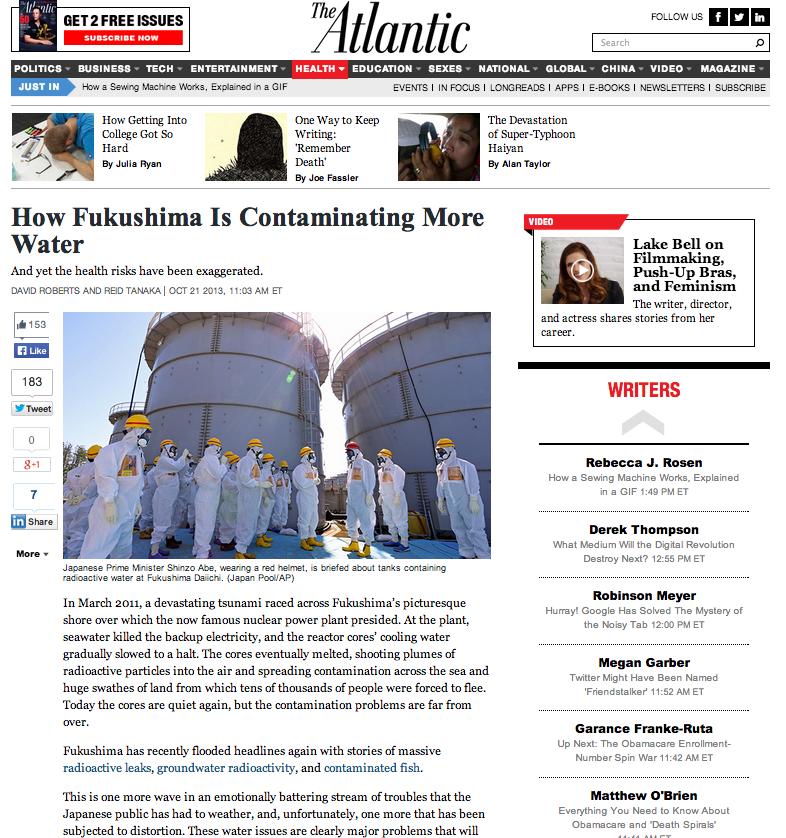 The Atlantic
GET 2 FREE ISSUES
SUBSCRIBE NOW
The Atlantic
FOLLOW US
Search
POLITICS BUSINESS TECH ENTERTAINMENT HEALTH EDUCATION SEXES NATIONAL GLOBAL CHINA VIDEO MAGAZINE
JUST IN How a Sewing Machine Works, Explained in a GIF
EVENTS | IN FOCUS | LONGREADS | APPS | E-BOOKS | NEWSLETTERS | SUBSCRIBE
How Getting Into
College Got So
Hard
By Julia Ryan
One Way to Keep
Writing:
'Remember
Death'
By Joe Fassler
The Devastation
of Super-Typhoon
Haiyan
By Alan Taylor
How Fukushima Is Contaminating More
Water
And yet the health risks have been exaggerated.
DAVID ROBERTS AND REID TANAKA | OCT 21 2013, 11:03 AM ET
153
Like
183
Tweet
0
g+1
7
in Share
More
Japanese Prime Minister Shinzo Abe, wearing a red helmet, is briefed about tanks containing
radioactive water at Fukushima Daiichi. (Japan Pool/AP)
In March 2011, a devastating tsunami raced across Fukushima's picturesque
shore over which the now famous nuclear power plant presided. At the plant,
seawater killed the backup electricity, and the reactor cores' cooling water
gradually slowed to a halt. The cores eventually melted, shooting plumes of
radioactive particles into the air and spreading contamination across the sea and
huge swathes of land from which tens of thousands of people were forced to flee.
Today the cores are quiet again, but the contamination problems are far from
over.
Fukushima has recently flooded headlines again with stories of massive
radioactive leaks, groundwater radioactivity, and contaminated fish.
This is one more wave in an emotionally battering stream of troubles that the
Japanese public has had to weather, and, unfortunately, one more that has been
subjected to distortion. These water issues are clearly major problems that will
VIDEO
Lake Bell on
Filmmaking,
Push-Up Bras,
and Feminism
The writer, director,
and actress shares stories from her
career.
WRITERS
Rebecca J. Rosen
How a Sewing Machine Works, Explained
in a GIF 1:49 PM ET
Derek Thompson
What Medium Will the Digital Revolution
Destroy Next? 12:55 PM ET
Robinson Meyer
Hurray! Google Has Solved The Mystery of
the Noisy Tab 12:00 PM ET
Megan Garber
Twitter Might Have Been Named
'Friendstalker' 11:52 AM ET
Garance Franke-Ruta
Up Next: The Obamacare Enrollment-
Number Spin War 11:42 AM ET
Matthew O'Brien
Everything You Need to Know About
Obamacare and 'Death Spirals'
11:41 AM ET